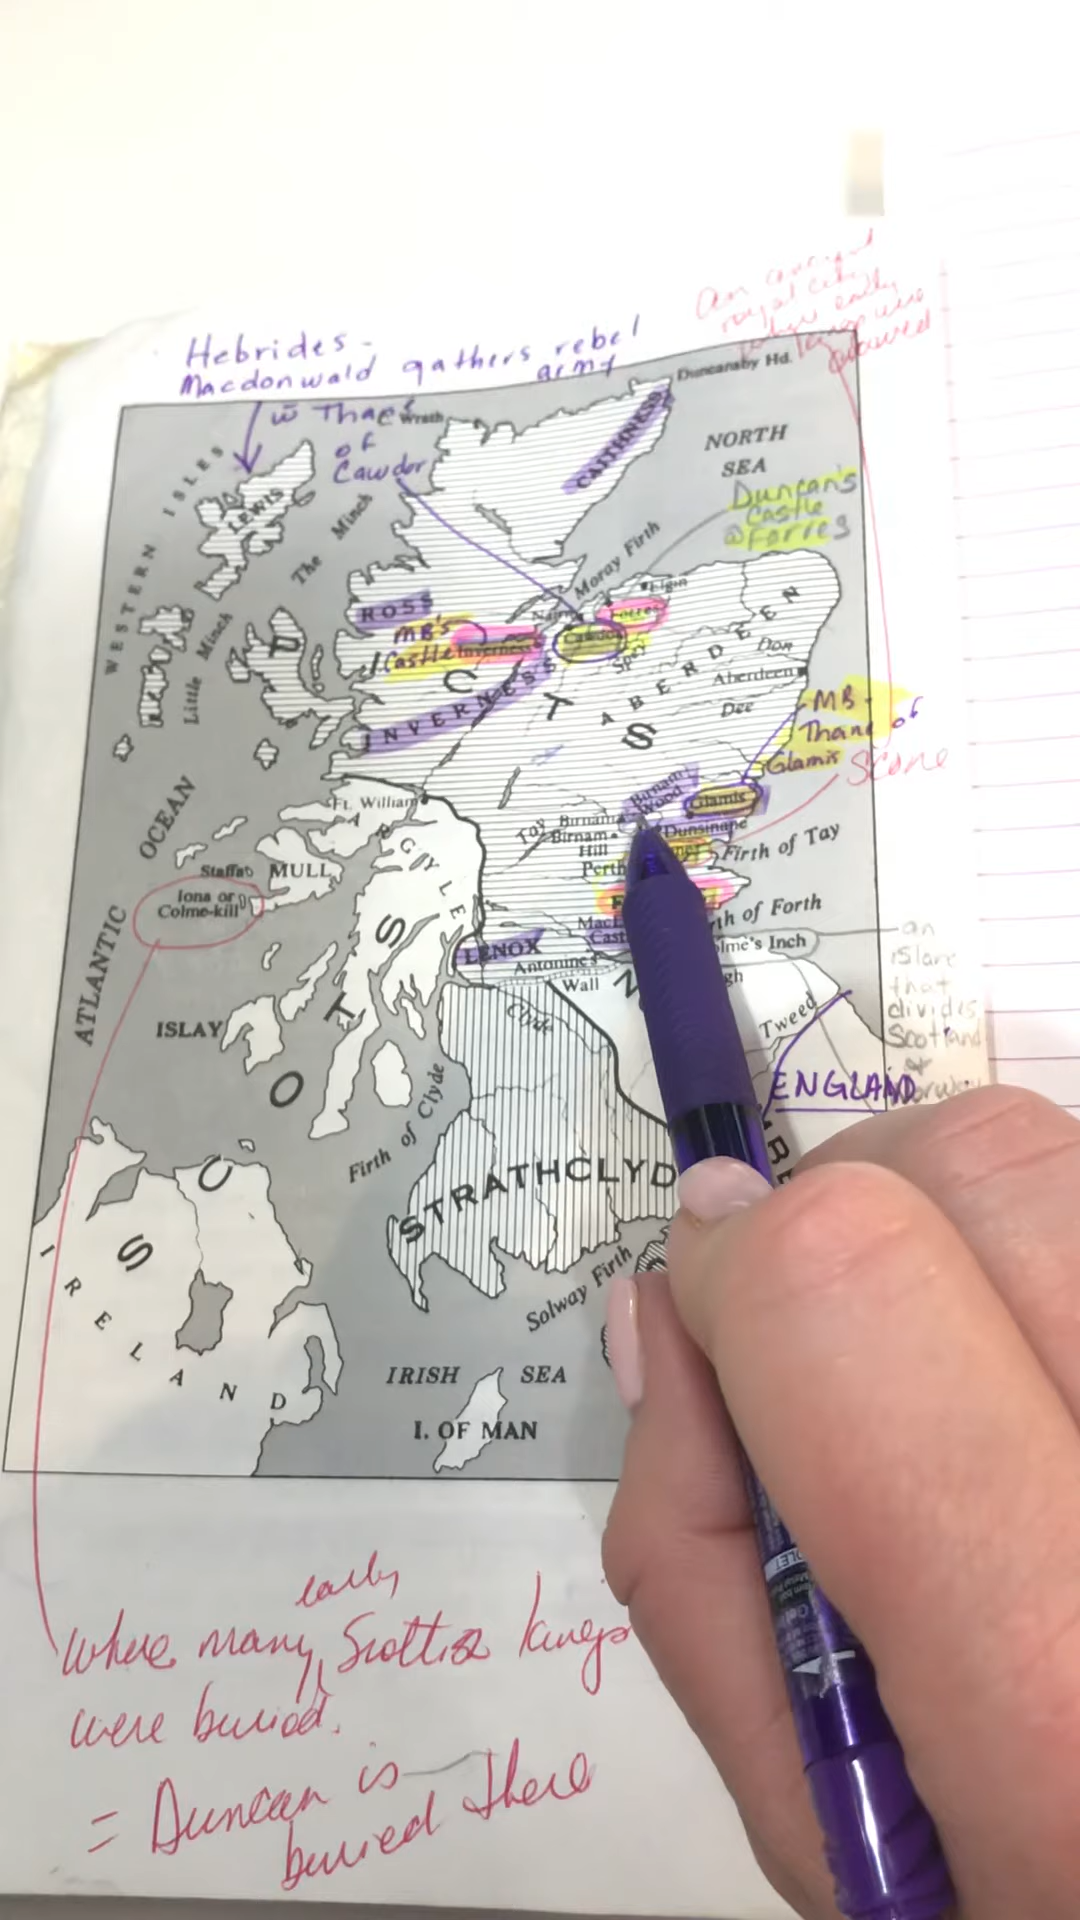 an ancient
royal city
where early
kings were
crowned
Hebrides -
Macdonwald gathers rebel
army
w̄ Thane
of
Cawdor
Wrath
Duncansby Hd.
CAITHNESS
NORTH
SEA
Duncan's
Castle
@ Forres
WESTERN ISLES
LEWIS
The Minch
Little Minch
Moray Firth
Elgin
Nairn
Forres
ROSS
MB's
Castle
Inverness
Cawdor
Spey
INVERNESS
PICTS
ABERDEEN
Don
Aberdeen
Dee
MB -
Thane of
Glamis
Scone
Ft. William
ARGYLE
Birnam
Wood
Glamis
Tay
Birnam
Birnam
Hill
Dunsinane
Perth
Firth of Tay
ATLANTIC OCEAN
Staffa
MULL
Iona or
Colme-kill
of Forth
LENOX
Antonine's
Wall
Inch
an
island
that
divides
Scotland
&
Norway
ISLAY
Clyde
Tweed
ENGLAND
Firth of Clyde
STRATHCLYD
SCOTS
Solway Firth
IRELAND
IRISH SEA
I. OF MAN
early
where many Scottish kings
were buried.
= Duncan is
buried there